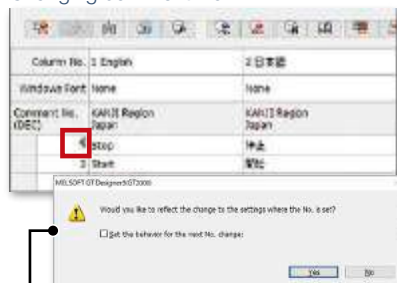 Column No. 1 English 2 日本語
Windows Font None None
Comment No. (DEC) KANJI Region Japan KANJI Region Japan
Stop 停止
3 Start 開始
MELSOFT GT Designer3(GT2000)
Would you like to reflect the change to the settings where the No. is set?
Set the behavior for the next No. change:
Yes No